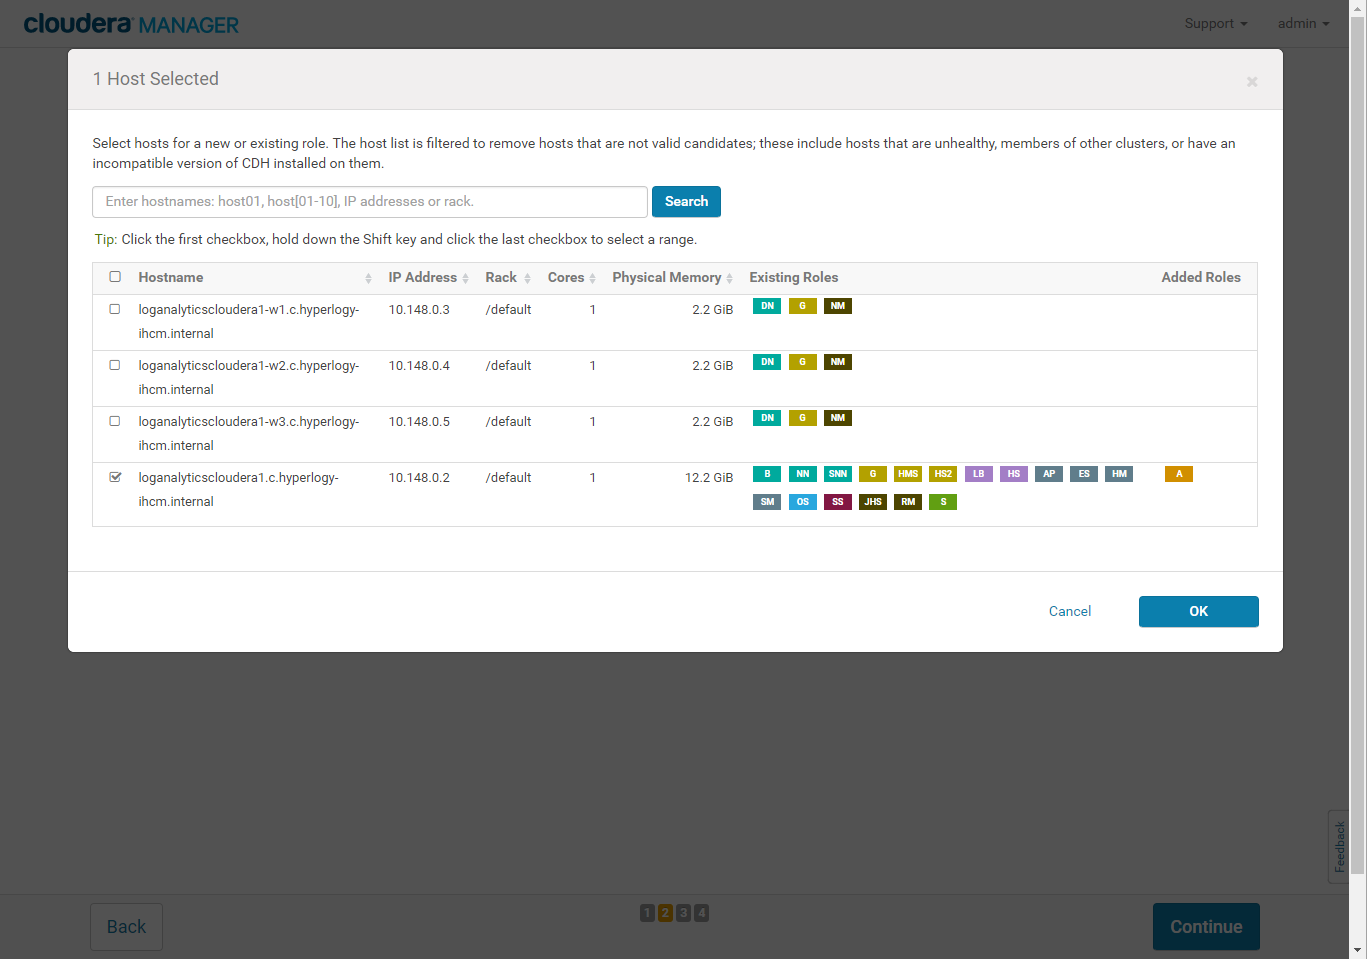 cloudera MANAGER
Support
admin
1 Host Selected
Select hosts for a new or existing role. The host list is filtered to remove hosts that are not valid candidates; these include hosts that are unhealthy, members of other clusters, or have an
incompatible version of CDH installed on them.
Enter hostnames: host01, host[01-10], IP addresses or rack.
Search
Tip: Click the first checkbox, hold down the Shift key and click the last checkbox to select a range.
Hostname IP Address Rack Cores Physical Memory Existing Roles Added Roles
loganalyticscloudera1-w1.c.hyperlogy- 10.148.0.3 /default 1 2.2 GiB DN G NM
ihcm.internal
loganalyticscloudera1-w2.c.hyperlogy- 10.148.0.4 /default 1 2.2 GiB DN G NM
ihcm.internal
loganalyticscloudera1-w3.c.hyperlogy- 10.148.0.5 /default 1 2.2 GiB DN G NM
ihcm.internal
loganalyticscloudera1.c.hyperlogy- 10.148.0.2 /default 1 12.2 GiB B NN SNN G HMS HS2 LB HS AP ES HM A
ihcm.internal SM OS SS JHS RM S
Cancel
OK
Feedback
Back
1 2 3 4
Continue